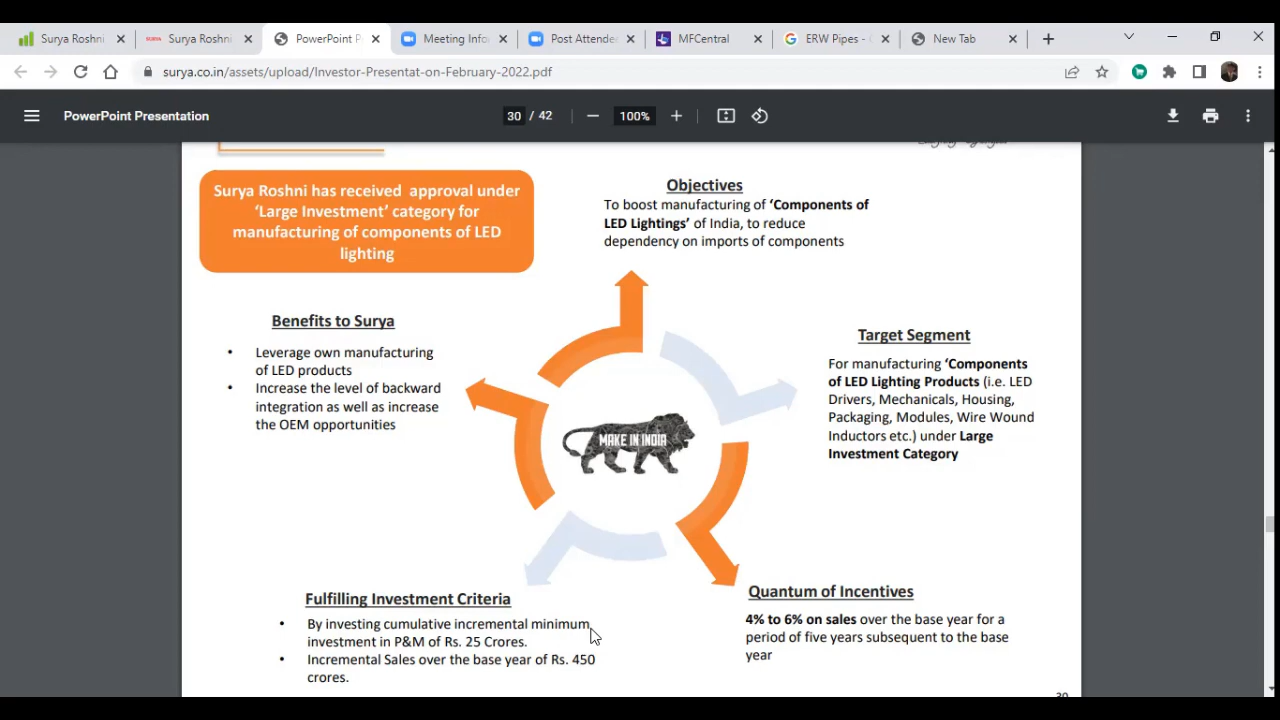 Surya Roshni
Surya Roshni
PowerPoint P
Meeting Info
Post Attende
MFCentral
ERW Pipes - G
New Tab
surya.co.in/assets/upload/Investor-Presentat-on-February-2022.pdf
PowerPoint Presentation
30 / 42
100%
Surya Roshni has received approval under
‘Large Investment’ category for
manufacturing of components of LED
lighting
Objectives
To boost manufacturing of ‘Components of
LED Lightings’ of India, to reduce
dependency on imports of components
Benefits to Surya
• Leverage own manufacturing
of LED products
• Increase the level of backward
integration as well as increase
the OEM opportunities
Target Segment
For manufacturing ‘Components
of LED Lighting Products (i.e. LED
Drivers, Mechanicals, Housing,
Packaging, Modules, Wire Wound
Inductors etc.) under Large
Investment Category
MAKE IN INDIA
Fulfilling Investment Criteria
• By investing cumulative incremental minimum
investment in P&M of Rs. 25 Crores.
• Incremental Sales over the base year of Rs. 450
crores.
Quantum of Incentives
4% to 6% on sales over the base year for a
period of five years subsequent to the base
year
30